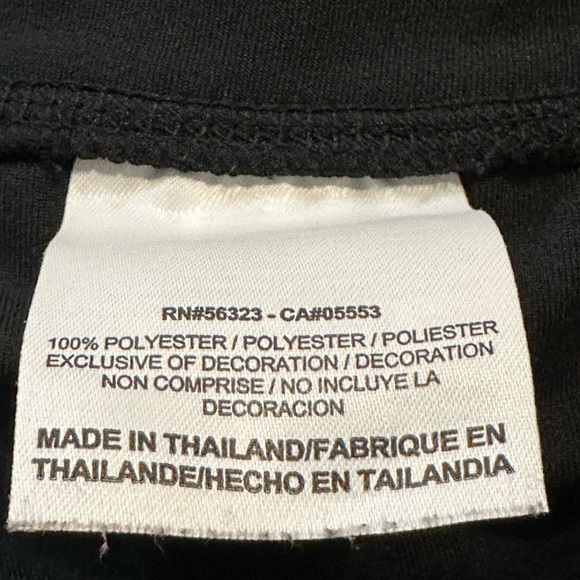 RN#56323 - CA#05553
100% POLYESTER / POLYESTER / POLIESTER
EXCLUSIVE OF DECORATION / DECORATION
NON COMPRISE / NO INCLUYE LA
DECORACION
MADE IN THAILAND/FABRIQUE EN
THAILANDE/HECHO EN TAILANDIA